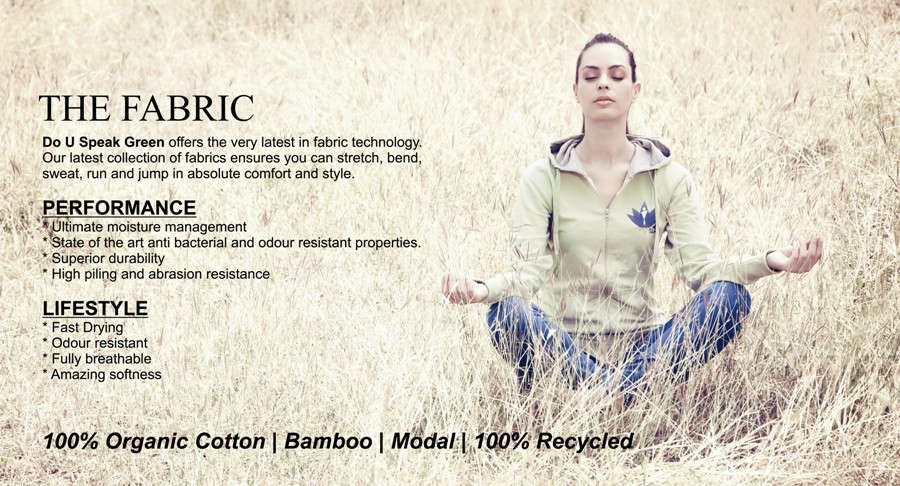 THE FABRIC
Do U Speak Green offers the very latest in fabric technology.
Our latest collection of fabrics ensures you can stretch, bend,
sweat, run and jump in absolute comfort and style.
PERFORMANCE
* Ultimate moisture management
* State of the art anti bacterial and odour resistant properties.
* Superior durability
* High piling and abrasion resistance
LIFESTYLE
* Fast Drying
* Odour resistant
* Fully breathable
* Amazing softness
100% Organic Cotton | Bamboo | Modal | 100% Recycled